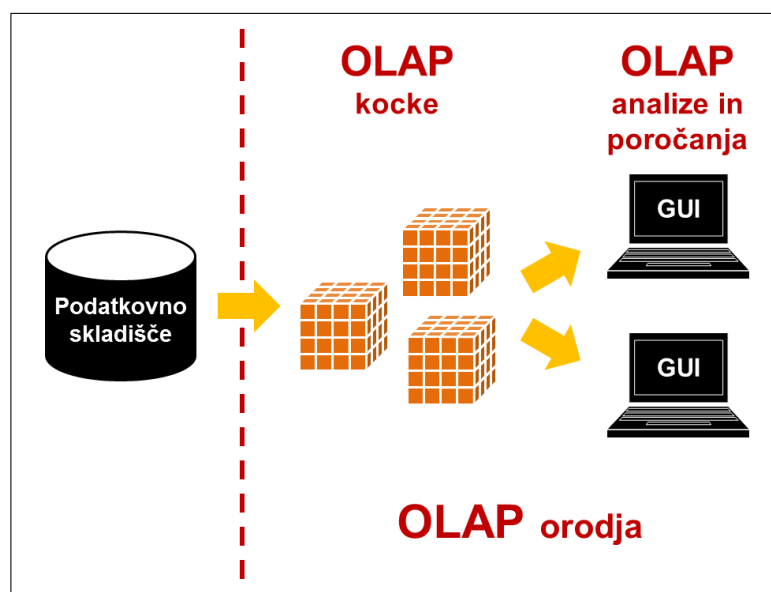 OLAP
kocke
OLAP
analize in
poročanja
Podatkovno
skladišče
GUI
GUI
OLAP orodja